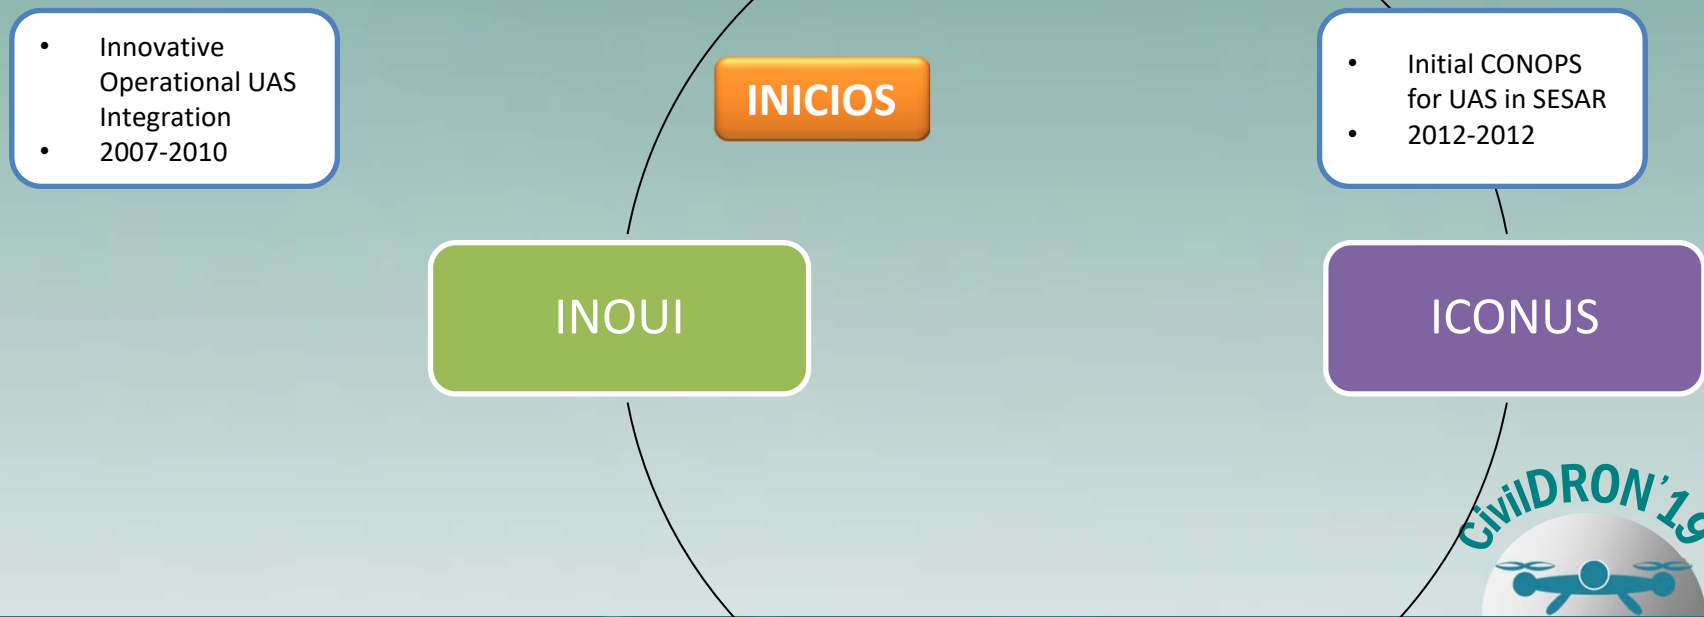 • Innovative
Operational UAS
Integration
• 2007-2010
INICIOS
• Initial CONOPS
for UAS in SESAR
• 2012-2012
INOUI
ICONUS
CivilDRON'19